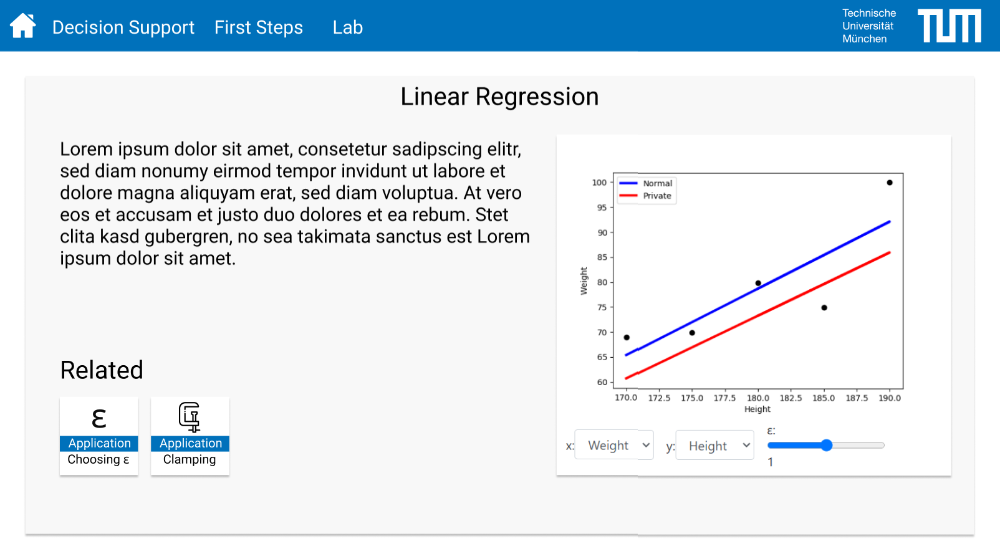 Decision Support First Steps Lab
Technische
Universität
München
TUM
Linear Regression
Lorem ipsum dolor sit amet, consetetur sadipscing elitr,
sed diam nonumy eirmod tempor invidunt ut labore et
dolore magna aliquyam erat, sed diam voluptua. At vero
eos et accusam et justo duo dolores et ea rebum. Stet
clita kasd gubergren, no sea takimata sanctus est Lorem
ipsum dolor sit amet.
Related
ε
Application
Choosing ε
Application
Clamping
Normal
Private
Weight
100
95
90
85
80
75
70
65
60
170.0 172.5 175.0 177.5 180.0 182.5 185.0 187.5 190.0
Height
x: Weight y: Height
ε:
1